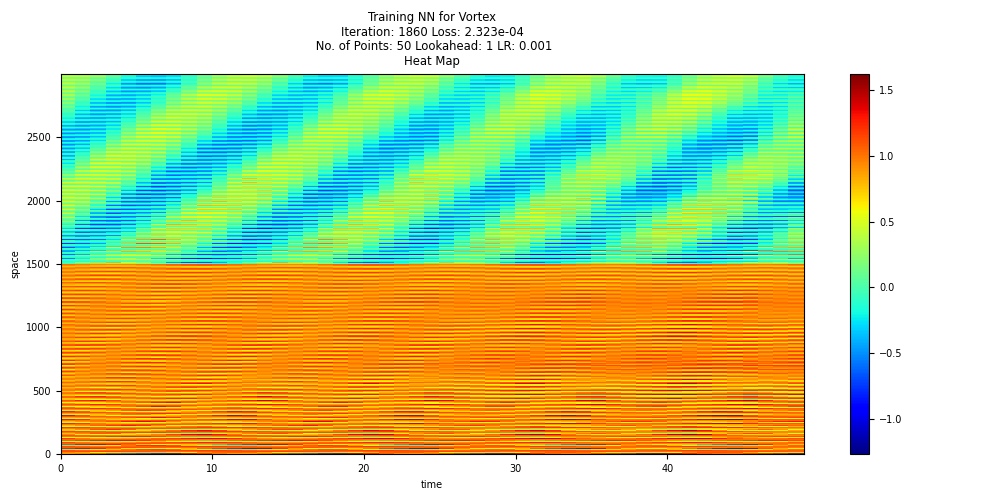 Training NN for Vortex
Iteration: 1860 Loss: 2.323e-04
No. of Points: 50 Lookahead: 1 LR: 0.001
Heat Map
space
2500
2000
1500
1000
500
0
0 10 20 30 40
time
1.5
1.0
0.5
0.0
−0.5
−1.0